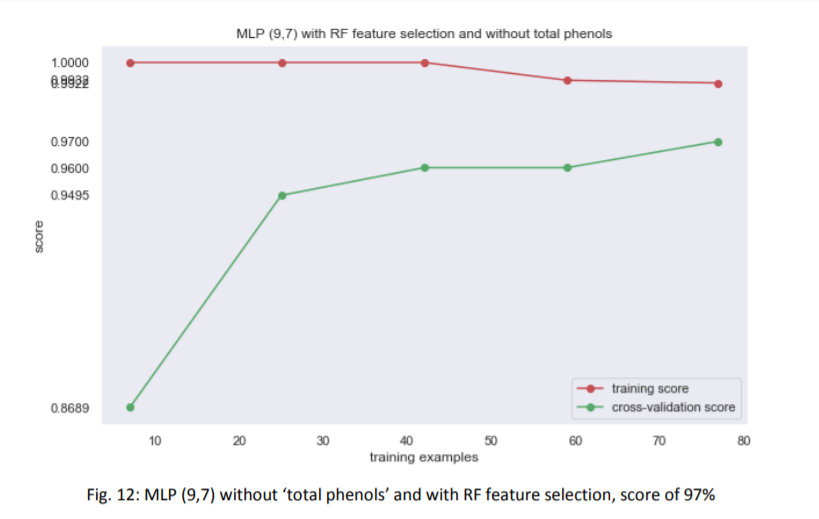 MLP (9,7) with RF feature selection and without total phenols
1.0000
0.9922
0.9700
0.9600
0.9495
0.8689
score
10 20 30 40 50 60 70 80
training examples
training score
cross-validation score
Fig. 12: MLP (9,7) without ‘total phenols’ and with RF feature selection, score of 97%